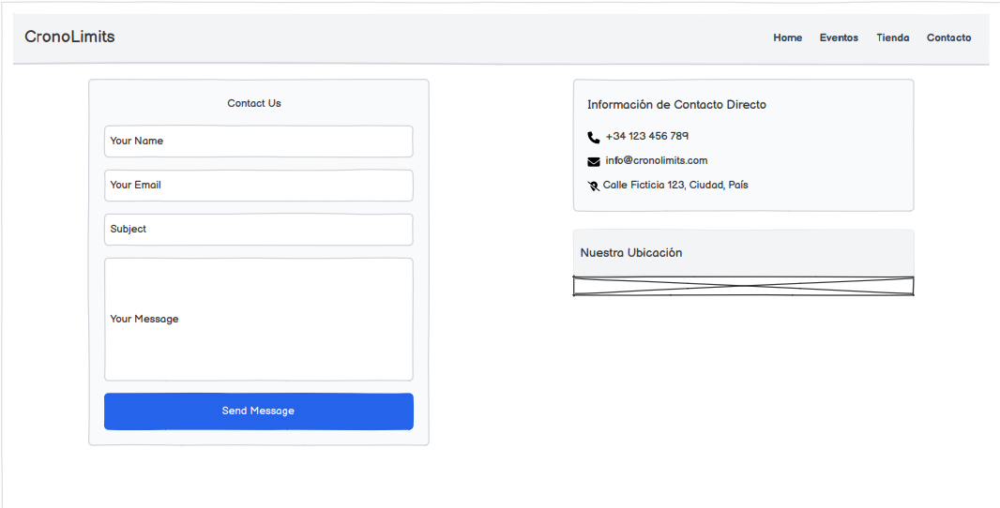 CronoLimits
Home Eventos Tienda Contacto
Contact Us
Your Name
Your Email
Subject
Your Message
Send Message
Información de Contacto Directo
+34 123 456 789
info@cronolimits.com
Calle Ficticia 123, Ciudad, País
Nuestra Ubicación